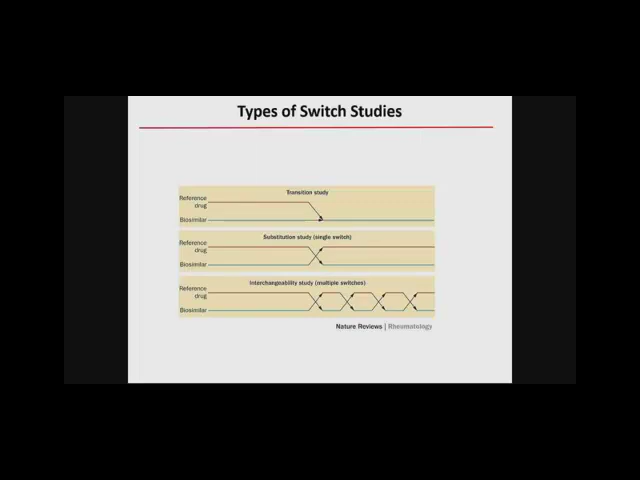 Types of Switch Studies
Transition study
Reference
drug
Biosimilar
Substitution study (single switch)
Reference
drug
Biosimilar
Interchangeability study (multiple switches)
Reference
drug
Biosimilar
Nature Reviews | Rheumatology